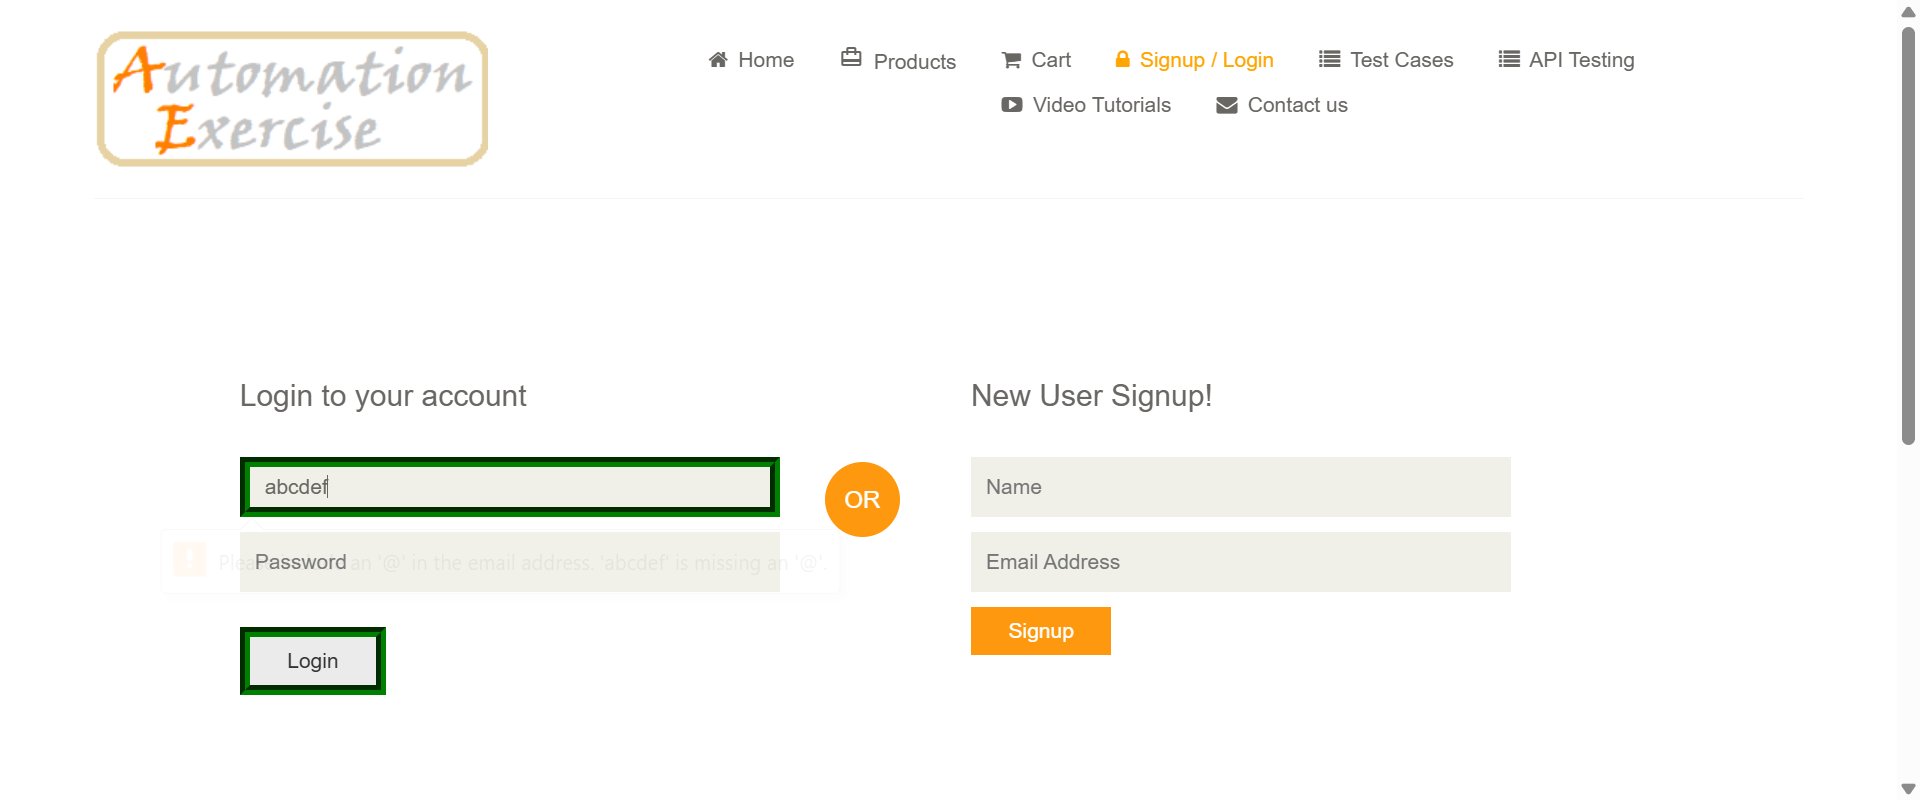 Automation
Exercise
Home
Products
Cart
Signup / Login
Test Cases
API Testing
Video Tutorials
Contact us
Login to your account
abcdef
Password
an '@' in the email address. 'abcdef' is missing an '@'.
Login
OR
New User Signup!
Name
Email Address
Signup